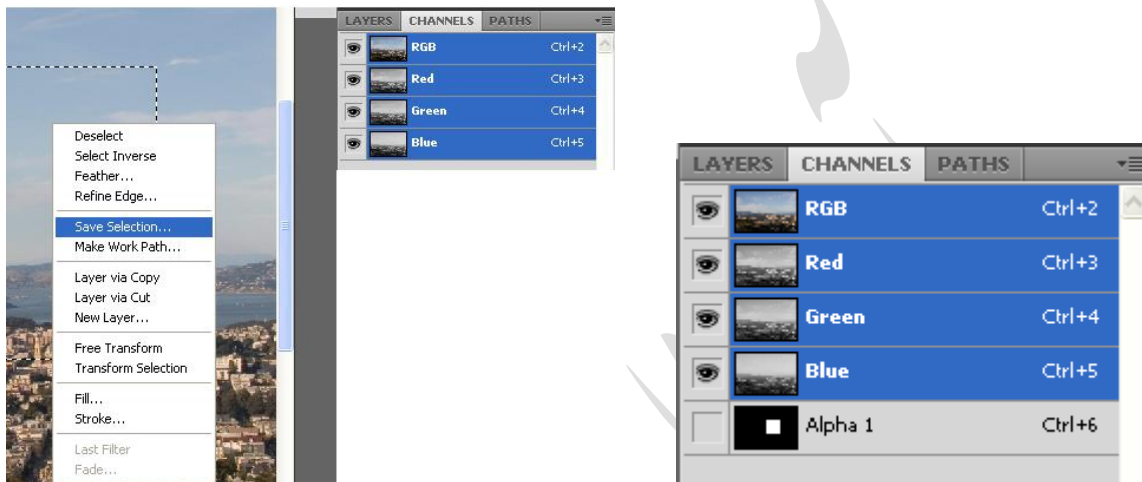 Deselect
Select Inverse
Feather...
Refine Edge...
Save Selection...
Make Work Path...
Layer via Copy
Layer via Cut
New Layer...
Free Transform
Transform Selection
Fill...
Stroke...
Last Filter
Fade...
LAYERS CHANNELS PATHS
RGB Ctrl+2
Red Ctrl+3
Green Ctrl+4
Blue Ctrl+5
LAYERS CHANNELS PATHS
RGB Ctrl+2
Red Ctrl+3
Green Ctrl+4
Blue Ctrl+5
Alpha 1 Ctrl+6